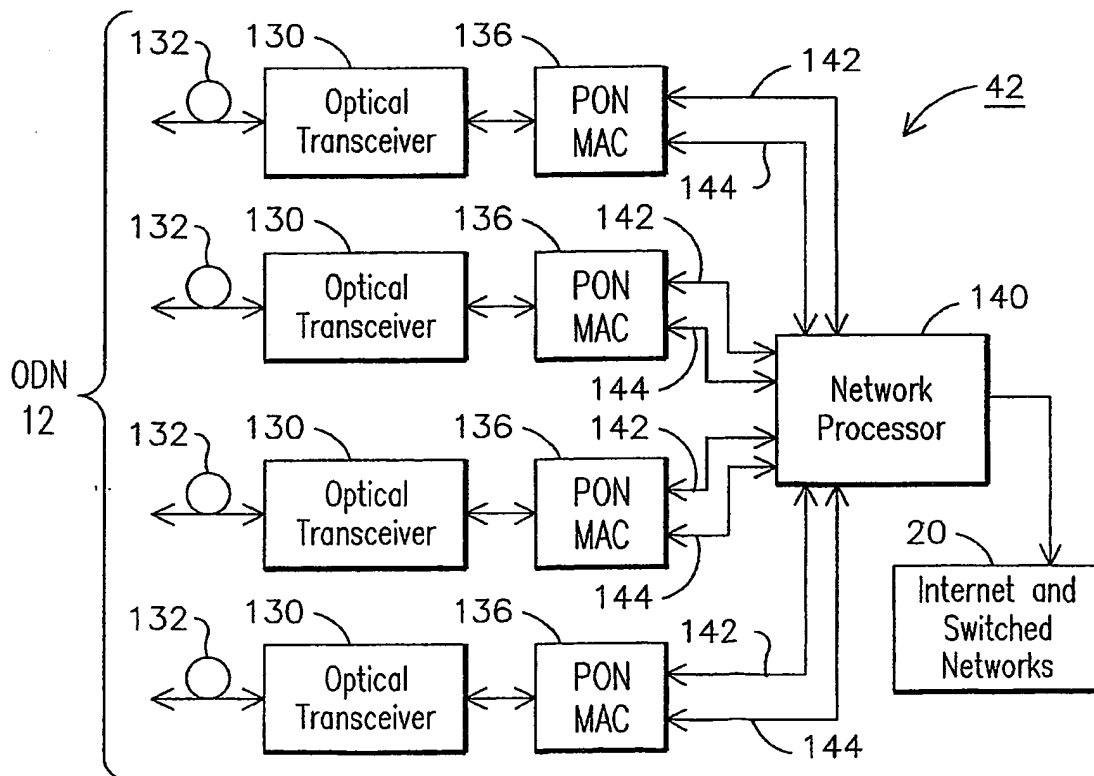 132
130
136
142
42
Optical
Transceiver
PON
MAC
144
132
130
136
142
Optical
Transceiver
PON
MAC
144
140
Network
Processor
ODN
12
132
130
136
142
Optical
Transceiver
PON
MAC
144
20
Internet and
Switched
Networks
132
130
136
142
Optical
Transceiver
PON
MAC
144